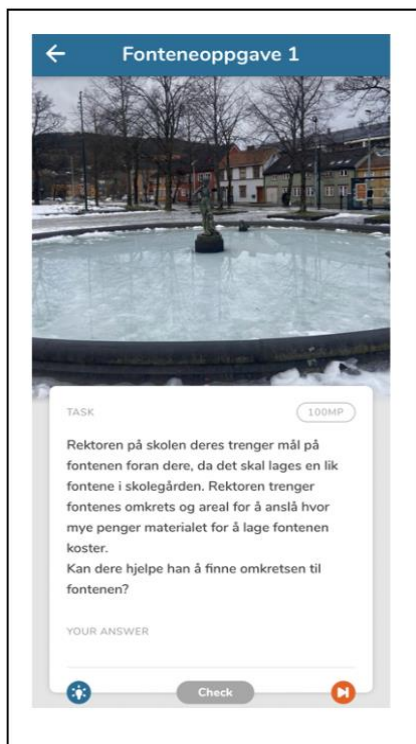 Fonteneoppgave 1
TASK
100MP
Rektoren på skolen deres trenger mål på
fontenen foran dere, da det skal lages en lik
fontene i skolegården. Rektoren trenger
fontenes omkrets og areal for å anslå hvor
mye penger materialet for å lage fontenen
koster.
Kan dere hjelpe han å finne omkretsen til
fontenen?
YOUR ANSWER
Check